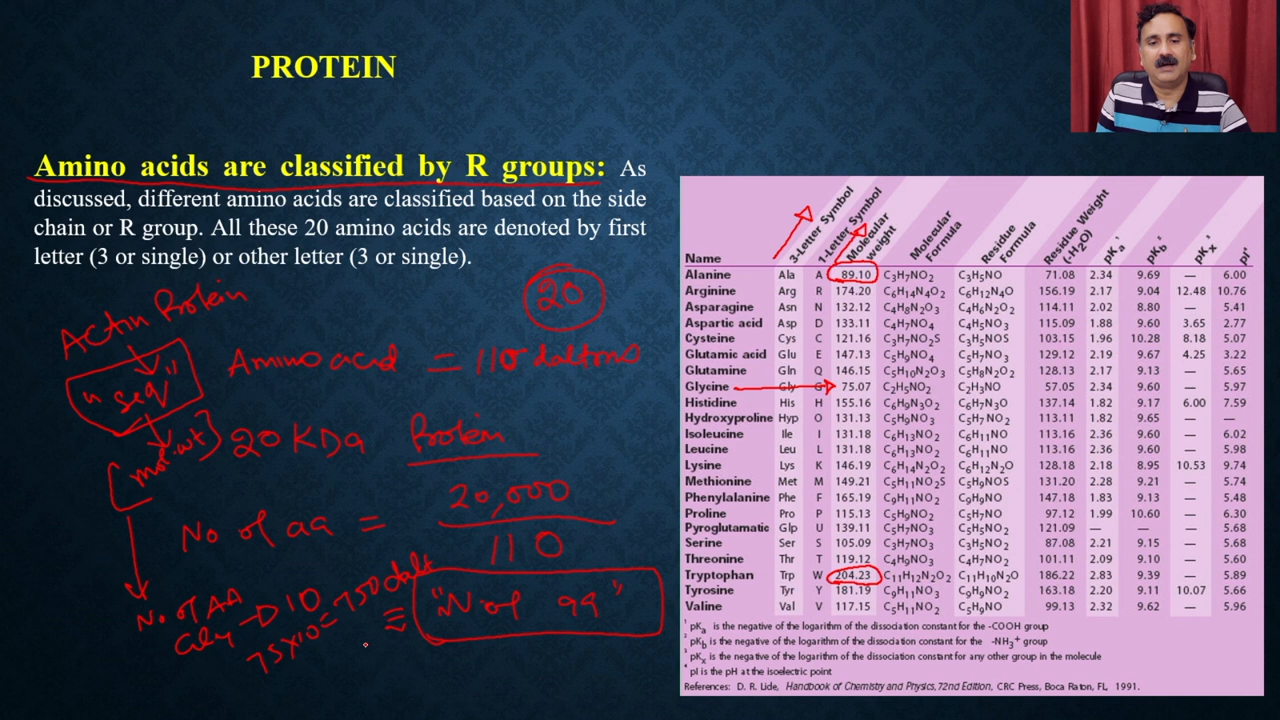 PROTEIN
Amino acids are classified by R groups: As
discussed, different amino acids are classified based on the side
chain or R group. All these 20 amino acids are denoted by first
letter (3 or single) or other letter (3 or single).
20
Actin Protein
"seq"
[mol.wt]
Amino acid = 110 daltons
20 KDa Protein
No of aa = 20,000
110
≡ "N of aa"
No of AA
Gly → 10
75x10 = 750 dalt
Name 3-Letter Symbol 1-Letter Symbol Molecular Weight Molecular Formula Residue Formula Residue Weight (-H₂O) pKa¹ pKb² pKx³ pI⁴
Alanine Ala A 89.10 C₃H₇NO₂ C₃H₅NO 71.08 2.34 9.69 — 6.00
Arginine Arg R 174.20 C₆H₁₄N₄O₂ C₆H₁₂N₄O 156.19 2.17 9.04 12.48 10.76
Asparagine Asn N 132.12 C₄H₈N₂O₃ C₄H₆N₂O₂ 114.11 2.02 8.80 — 5.41
Aspartic acid Asp D 133.11 C₄H₇NO₄ C₄H₅NO₃ 115.09 1.88 9.60 3.65 2.77
Cysteine Cys C 121.16 C₃H₇NO₂S C₃H₅NOS 103.15 1.96 10.28 8.18 5.07
Glutamic acid Glu E 147.13 C₅H₉NO₄ C₅H₇NO₃ 129.12 2.19 9.67 4.25 3.22
Glutamine Gln Q 146.15 C₅H₁₀N₂O₃ C₅H₈N₂O₂ 128.13 2.17 9.13 — 5.65
Glycine Gly G 75.07 C₂H₅NO₂ C₂H₃NO 57.05 2.34 9.60 — 5.97
Histidine His H 155.16 C₆H₉N₃O₂ C₆H₇N₃O 137.14 1.82 9.17 6.00 7.59
Hydroxyproline Hyp O 131.13 C₅H₉NO₃ C₅H₇NO₂ 113.11 1.82 9.65 — —
Isoleucine Ile I 131.18 C₆H₁₃NO₂ C₆H₁₁NO 113.16 2.36 9.60 — 6.02
Leucine Leu L 131.18 C₆H₁₃NO₂ C₆H₁₁NO 113.16 2.36 9.60 — 5.98
Lysine Lys K 146.19 C₆H₁₄N₂O₂ C₆H₁₂N₂O 128.18 2.18 8.95 10.53 9.74
Methionine Met M 149.21 C₅H₁₁NO₂S C₅H₉NOS 131.20 2.28 9.21 — 5.74
Phenylalanine Phe F 165.19 C₉H₁₁NO₂ C₉H₉NO 147.18 1.83 9.13 — 5.48
Proline Pro P 115.13 C₅H₉NO₂ C₅H₇NO 97.12 1.99 10.60 — 6.30
Pyroglutamatic Glp U 139.11 C₅H₇NO₃ C₅H₅NO₂ 121.09 — — — 5.68
Serine Ser S 105.09 C₃H₇NO₃ C₃H₅NO₂ 87.08 2.21 9.15 — 5.68
Threonine Thr T 119.12 C₄H₉NO₃ C₄H₇NO₂ 101.11 2.09 9.10 — 5.60
Tryptophan Trp W 204.23 C₁₁H₁₂N₂O₂ C₁₁H₁₀N₂O 186.22 2.83 9.39 — 5.89
Tyrosine Tyr Y 181.19 C₉H₁₁NO₃ C₉H₉NO₂ 163.18 2.20 9.11 10.07 5.66
Valine Val V 117.15 C₅H₁₁NO₂ C₅H₉NO 99.13 2.32 9.62 — 5.96
¹ pKa is the negative of the logarithm of the dissociation constant for the -COOH group
² pKb is the negative of the logarithm of the dissociation constant for the -NH₃⁺ group
³ pKx is the negative of the logarithm of the dissociation constant for any other group in the molecule
⁴ pI is the pH at the isoelectric point
References: D. R. Lide, Handbook of Chemistry and Physics, 72nd Edition, CRC Press, Boca Raton, FL, 1991.